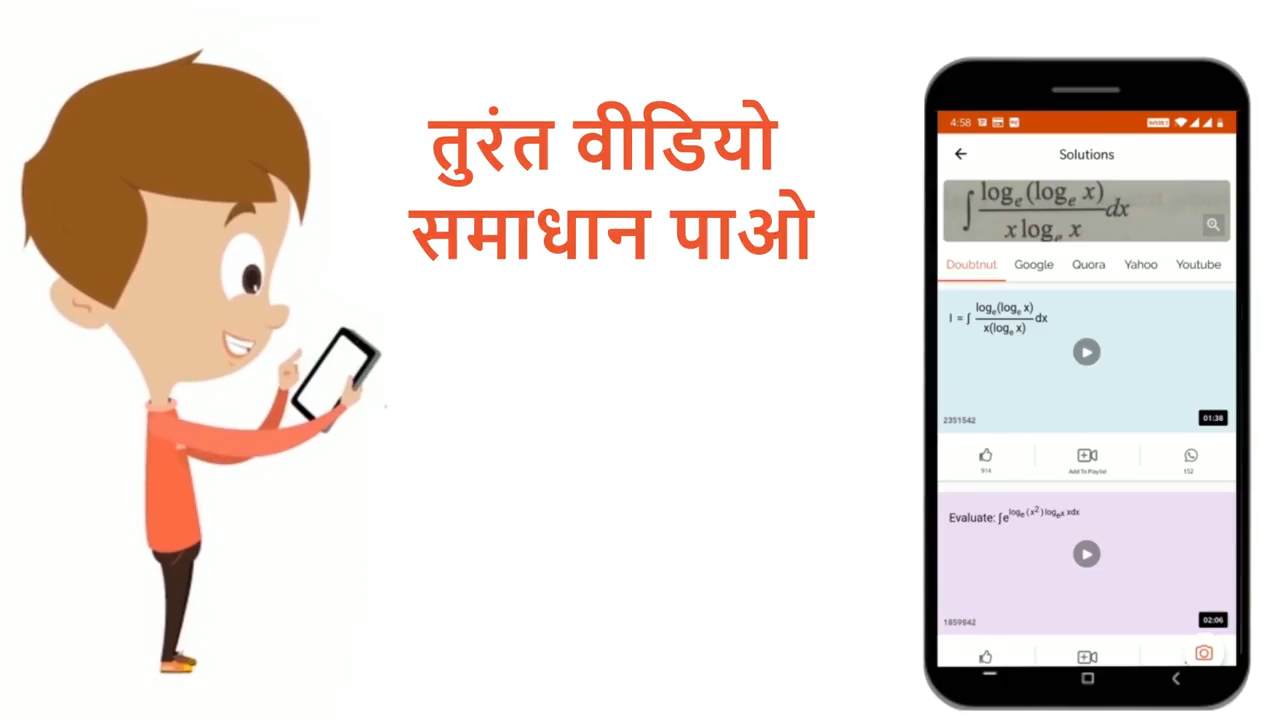 तुरंत वीडियो
समाधान पाओ
4:58
Solutions
∫ logₑ(logₑ x) / x logₑ x dx
Doubtnut Google Quora Yahoo Youtube
I = ∫ logₑ(logₑ x) / x(logₑ x) dx
2351542
01:38
914
Add To Playlist
152
Evaluate: ∫e^logₑ(x²) logₑx xdx
1859842
02:06